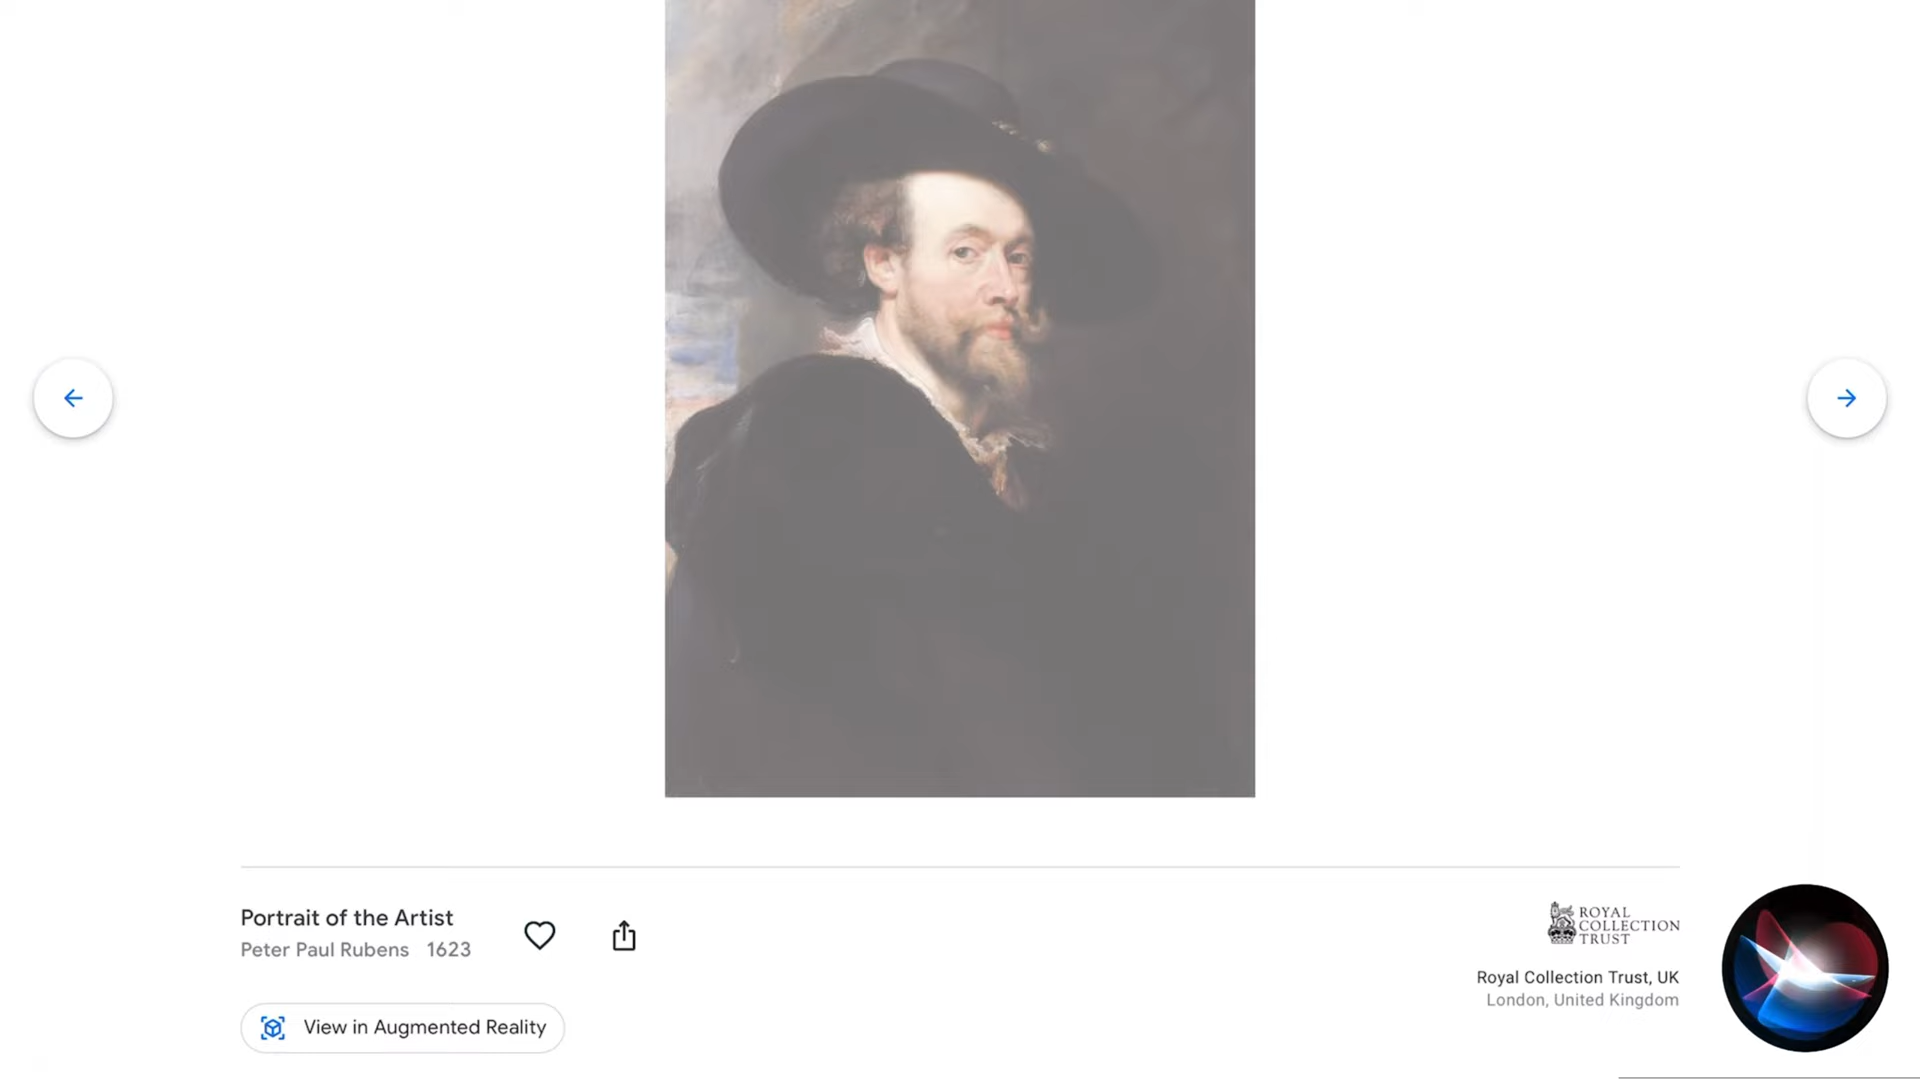 Portrait of the Artist
Peter Paul Rubens 1623
View in Augmented Reality
ROYAL
COLLECTION
TRUST
Royal Collection Trust, UK
London, United Kingdom